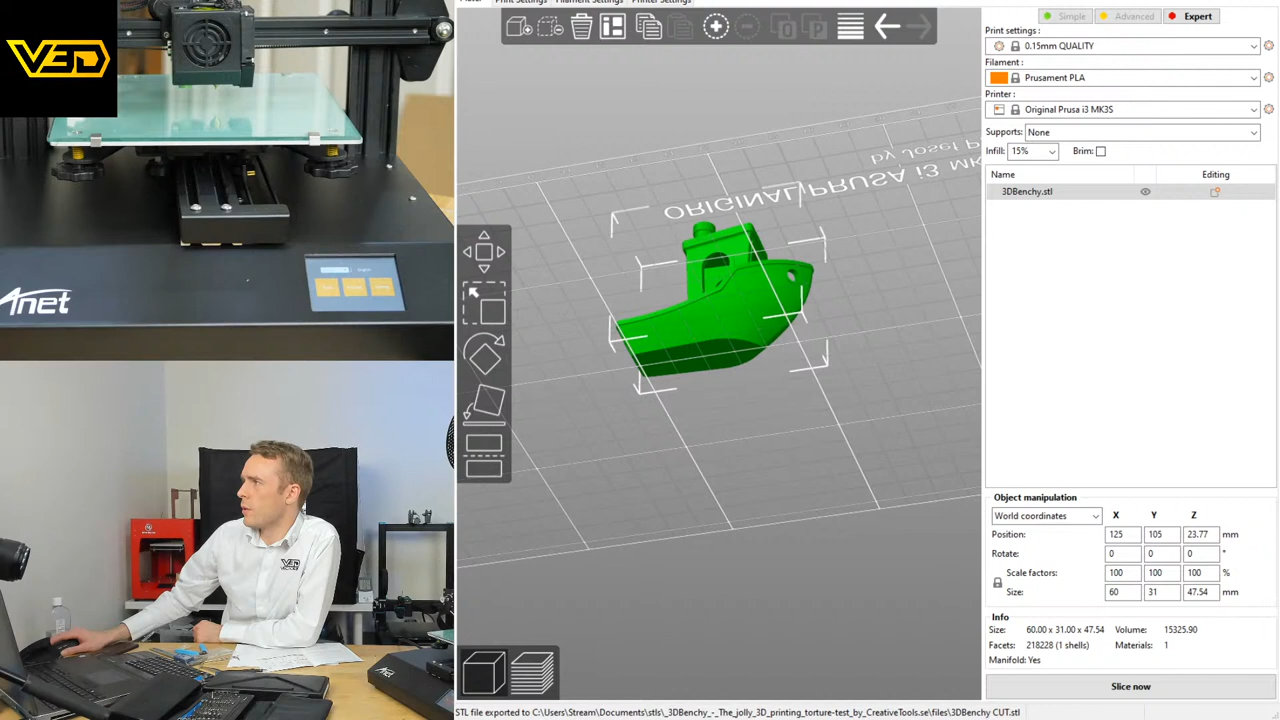 V3D
Anet
V3D
Plater
Print Settings
Filament Settings
Printer Settings
ORIGINAL PRUSA i3 MK
by Josef P
Simple
Advanced
Expert
Print settings:
0.15mm QUALITY
Filament :
Prusament PLA
Printer :
Original Prusa i3 MK3S
Supports: None
Infill: 15% Brim:
Name Editing
3DBenchy.stl
Object manipulation
World coordinates X Y Z
Position: 125 105 23.77 mm
Rotate: 0 0 0 °
Scale factors: 100 100 100 %
Size: 60 31 47.54 mm
Info
Size: 60.00 x 31.00 x 47.54 Volume: 15325.90
Facets: 218228 (1 shells) Materials: 1
Manifold: Yes
Slice now
STL file exported to C:\Users\Stream\Documents\stls\_3DBenchy_-_The_jolly_3D_printing_torture-test_by_CreativeTools.se\files\3DBenchy CUT.stl